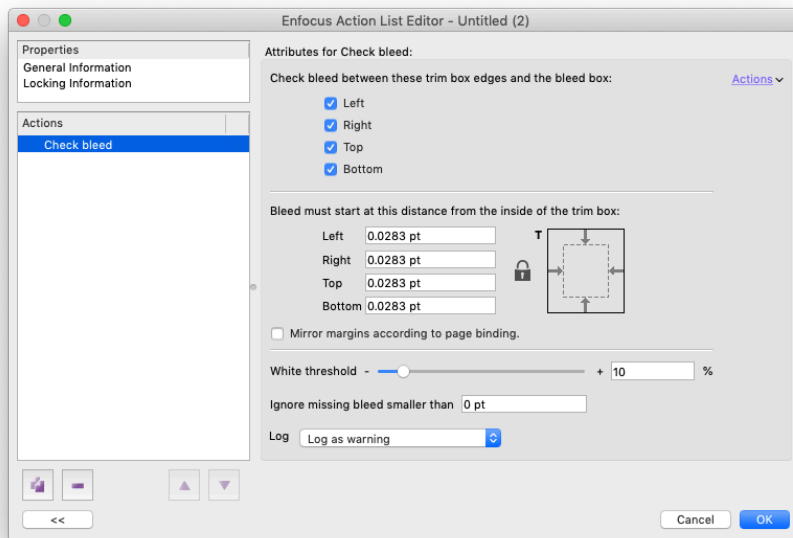 Enfocus Action List Editor - Untitled (2)
Properties
General Information
Locking Information
Actions
Check bleed
<<
Attributes for Check bleed:
Check bleed between these trim box edges and the bleed box:
Actions
Left
Right
Top
Bottom
Bleed must start at this distance from the inside of the trim box:
Left 0.0283 pt
Right 0.0283 pt
Top 0.0283 pt
Bottom 0.0283 pt
T
Mirror margins according to page binding.
White threshold - + 10 %
Ignore missing bleed smaller than 0 pt
Log Log as warning
Cancel OK